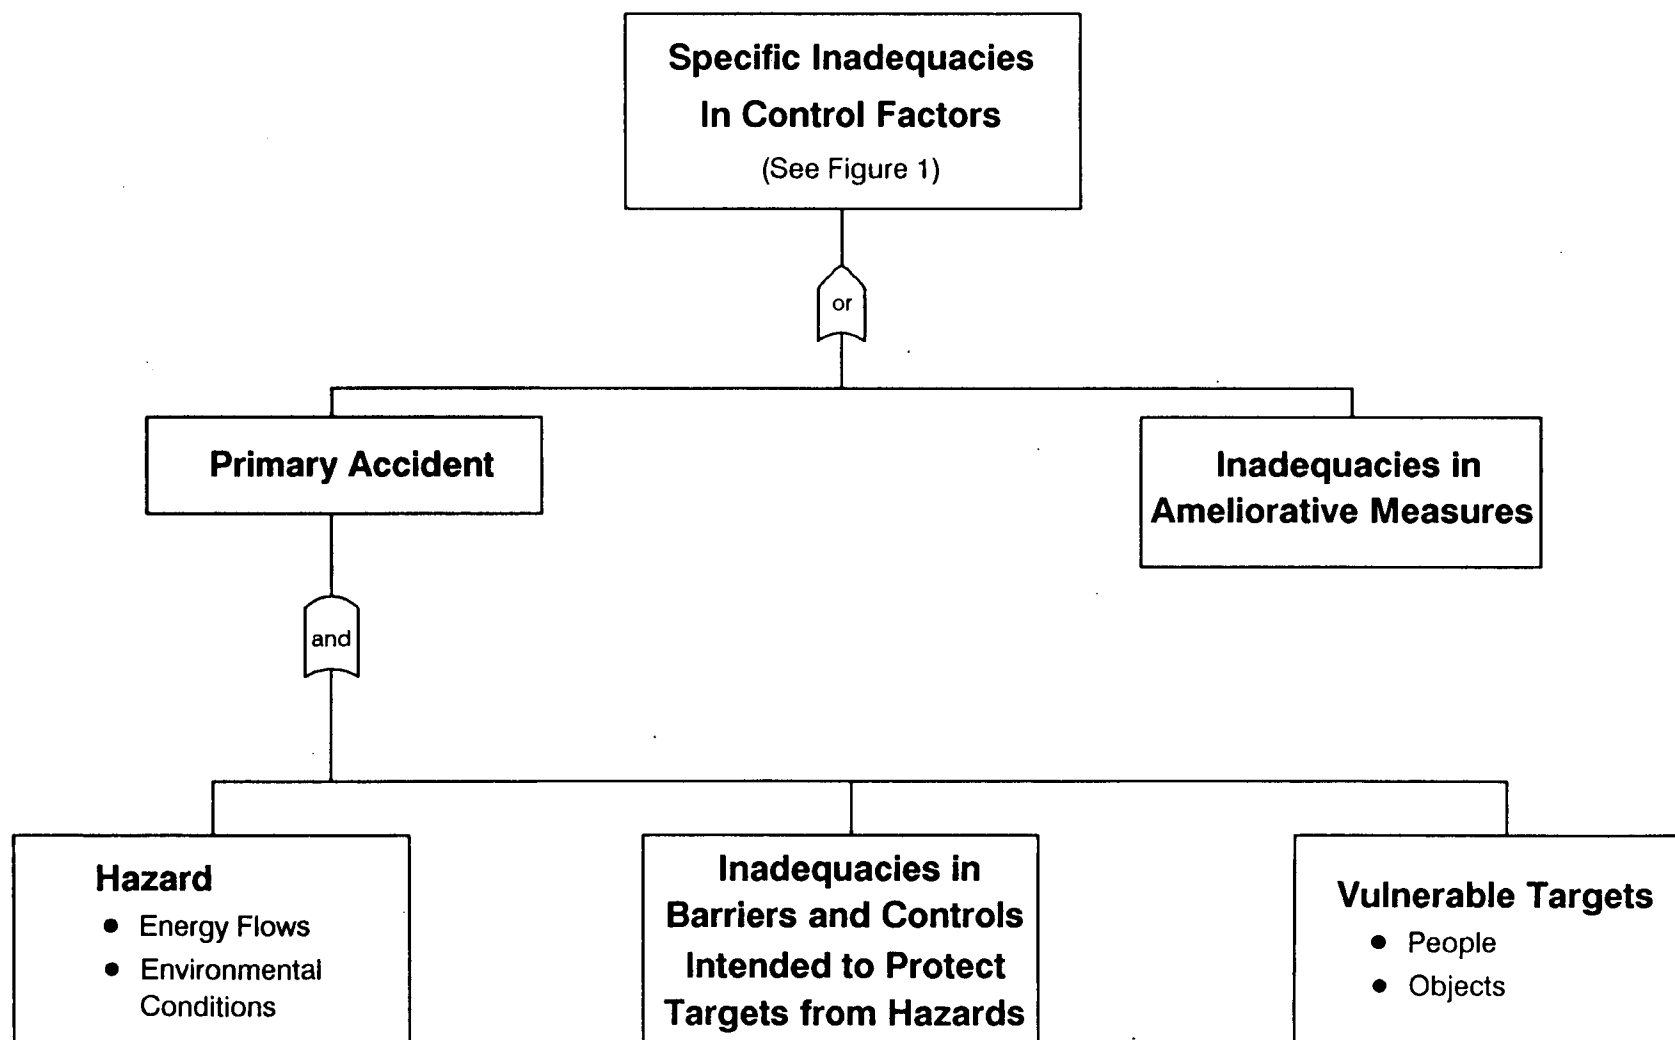 Specific Inadequacies
In Control Factors
(See Figure 1)
or
Primary Accident
Inadequacies in
Ameliorative Measures
and
Hazard
● Energy Flows
● Environmental
Conditions
Inadequacies in
Barriers and Controls
Intended to Protect
Targets from Hazards
Vulnerable Targets
● People
● Objects